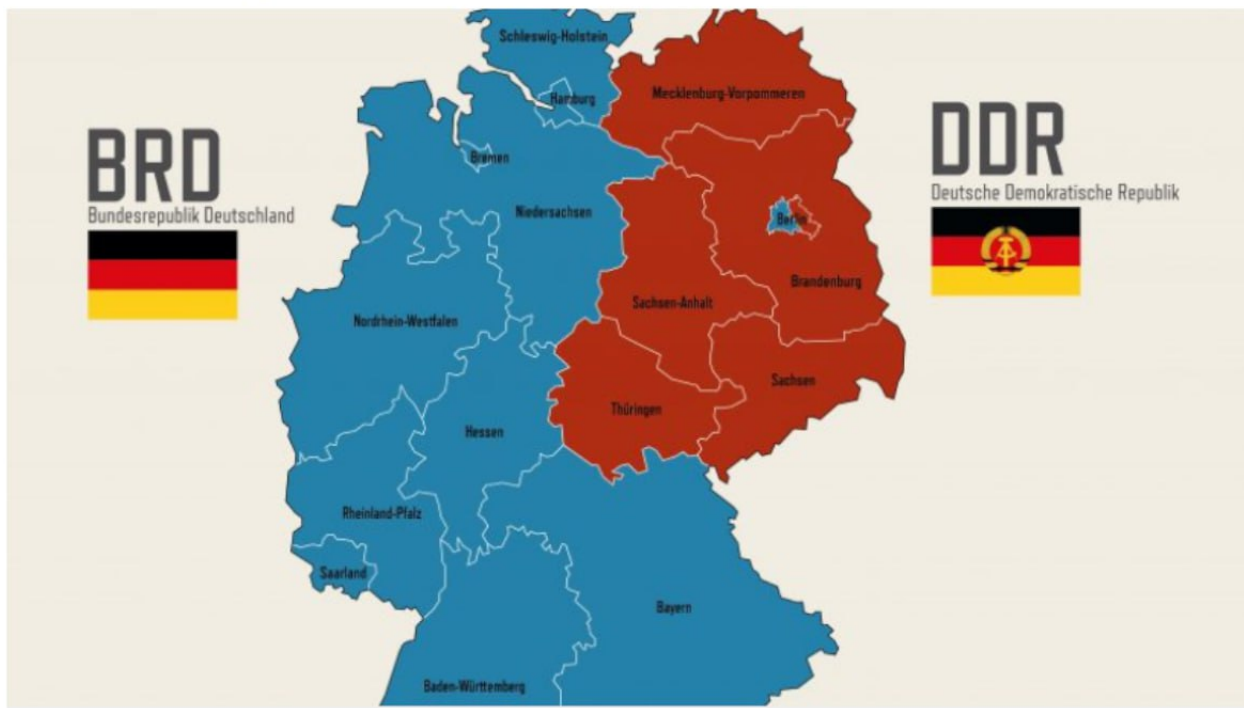 BRD
Bundesrepublik Deutschland
DDR
Deutsche Demokratische Republik
Schleswig-Holstein
Hamburg
Mecklenburg-Vorpommeren
Bremen
Niedersachsen
Berlin
Brandenburg
Sachsen-Anhalt
Nordrhein-Westfalen
Sachsen
Thüringen
Hessen
Rheinland-Pfalz
Saarland
Bayern
Baden-Württemberg